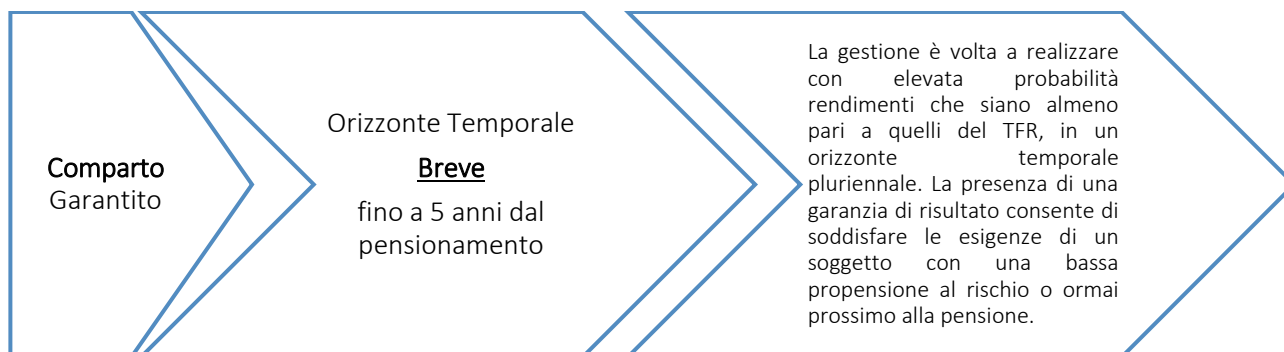 Comparto
Garantito
Orizzonte Temporale
Breve
fino a 5 anni dal
pensionamento
La gestione è volta a realizzare
con elevata probabilità
rendimenti che siano almeno
pari a quelli del TFR, in un
orizzonte temporale
pluriennale. La presenza di una
garanzia di risultato consente di
soddisfare le esigenze di un
soggetto con una bassa
propensione al rischio o ormai
prossimo alla pensione.